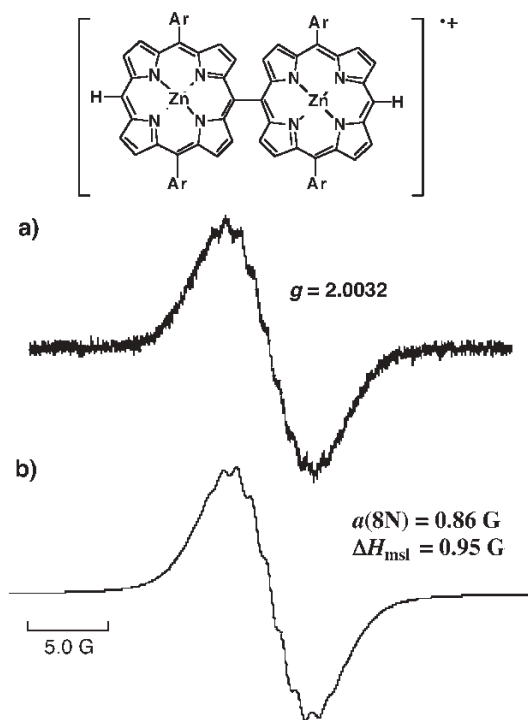 •+
Ar Ar
N N N N
H Zn Zn H
N N N N
Ar Ar
a)
g = 2.0032
b)
a(8N) = 0.86 G
ΔHmsl = 0.95 G
5.0 G